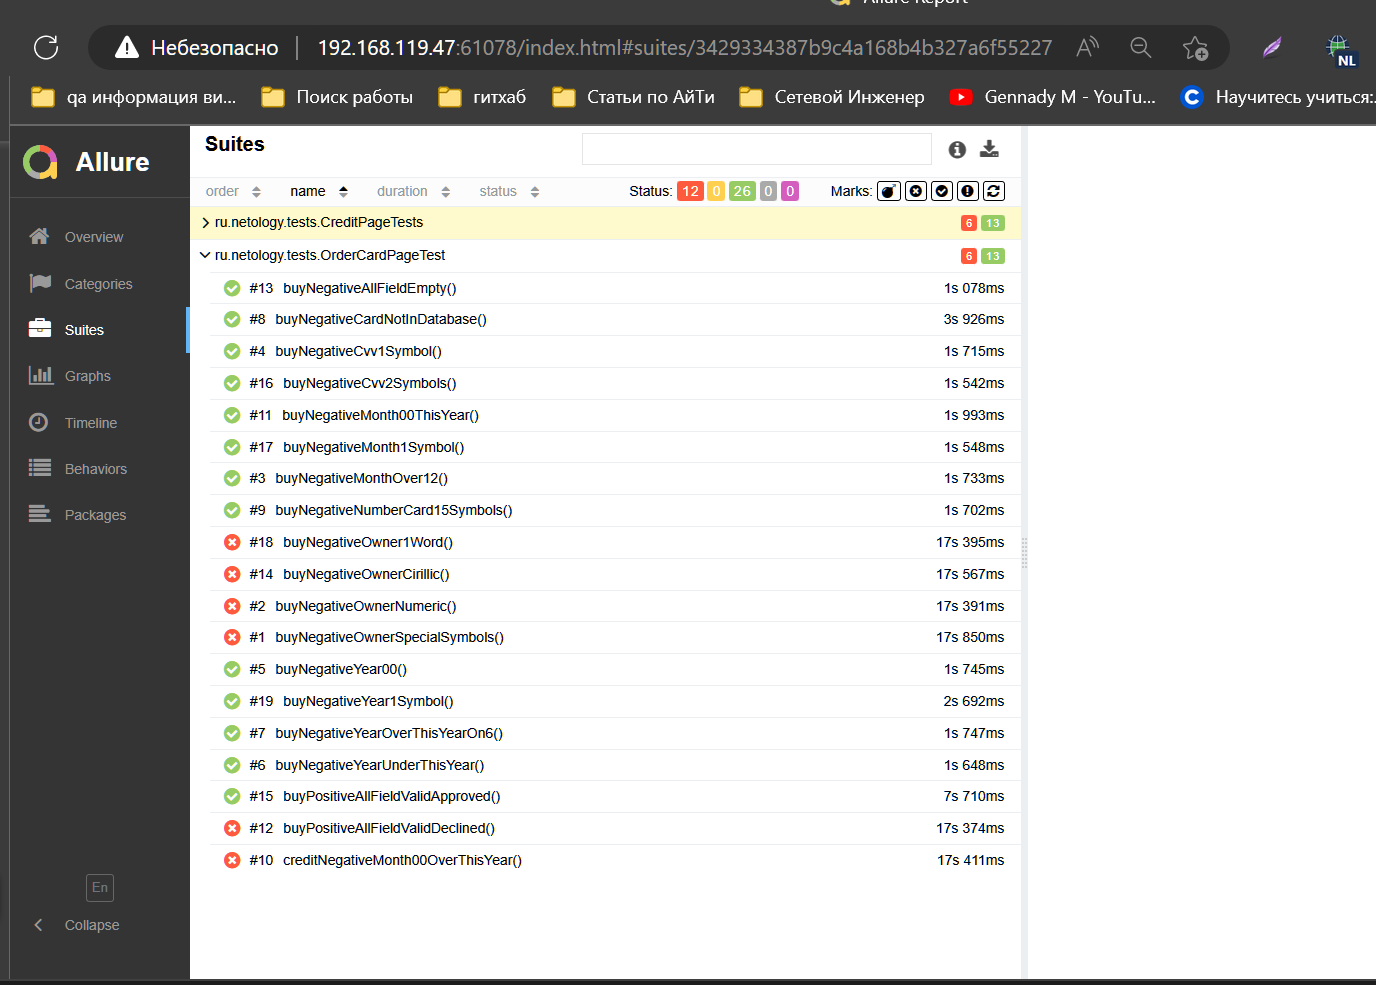 Allure Report
Небезопасно
192.168.119.47:61078/index.html#suites/3429334387b9c4a168b4b327a6f55227
NL
qa информация ви...
Поиск работы
гитхаб
Статьи по АйТи
Сетевой Инженер
Gennady M - YouTu...
Научитесь учиться:
Allure
Overview
Categories
Suites
Graphs
Timeline
Behaviors
Packages
En
Collapse
Suites
order name duration status Status: 12 0 26 0 0 Marks:
ru.netology.tests.CreditPageTests 6 13
ru.netology.tests.OrderCardPageTest 6 13
#13 buyNegativeAllFieldEmpty() 1s 078ms
#8 buyNegativeCardNotInDatabase() 3s 926ms
#4 buyNegativeCvv1Symbol() 1s 715ms
#16 buyNegativeCvv2Symbols() 1s 542ms
#11 buyNegativeMonth00ThisYear() 1s 993ms
#17 buyNegativeMonth1Symbol() 1s 548ms
#3 buyNegativeMonthOver12() 1s 733ms
#9 buyNegativeNumberCard15Symbols() 1s 702ms
#18 buyNegativeOwner1Word() 17s 395ms
#14 buyNegativeOwnerCirillic() 17s 567ms
#2 buyNegativeOwnerNumeric() 17s 391ms
#1 buyNegativeOwnerSpecialSymbols() 17s 850ms
#5 buyNegativeYear00() 1s 745ms
#19 buyNegativeYear1Symbol() 2s 692ms
#7 buyNegativeYearOverThisYearOn6() 1s 747ms
#6 buyNegativeYearUnderThisYear() 1s 648ms
#15 buyPositiveAllFieldValidApproved() 7s 710ms
#12 buyPositiveAllFieldValidDeclined() 17s 374ms
#10 creditNegativeMonth00OverThisYear() 17s 411ms